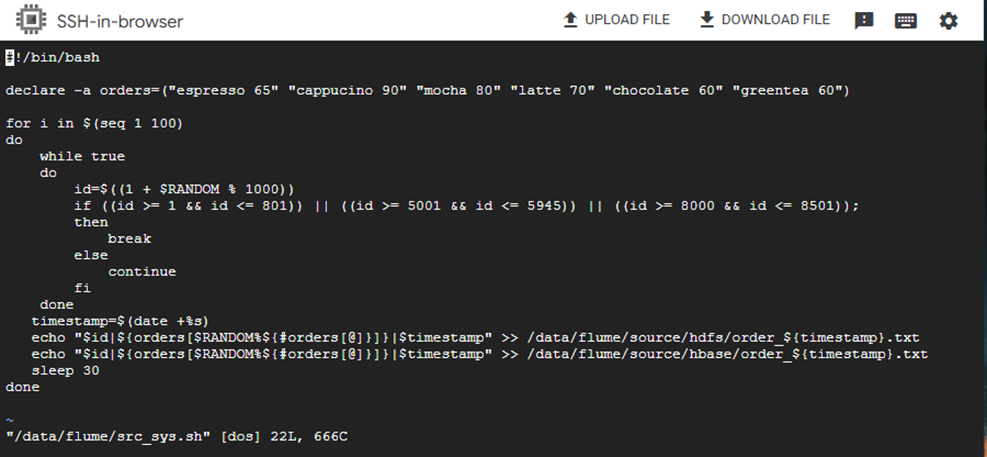 SSH-in-browser
UPLOAD FILE
DOWNLOAD FILE
#!/bin/bash
declare -a orders=("espresso 65" "cappucino 90" "mocha 80" "latte 70" "chocolate 60" "greentea 60")
for i in $(seq 1 100)
do
    while true
    do
        id=$((1 + $RANDOM % 1000))
        if ((id >= 1 && id <= 801)) || ((id >= 5001 && id <= 5945)) || ((id >= 8000 && id <= 8501));
        then
            break
        else
            continue
        fi
    done
   timestamp=$(date +%s)
   echo "$id|${orders[$RANDOM%${#orders[@]}]}|$timestamp" >> /data/flume/source/hdfs/order_${timestamp}.txt
   echo "$id|${orders[$RANDOM%${#orders[@]}]}|$timestamp" >> /data/flume/source/hbase/order_${timestamp}.txt
   sleep 30
done
~
"/data/flume/src_sys.sh" [dos] 22L, 666C